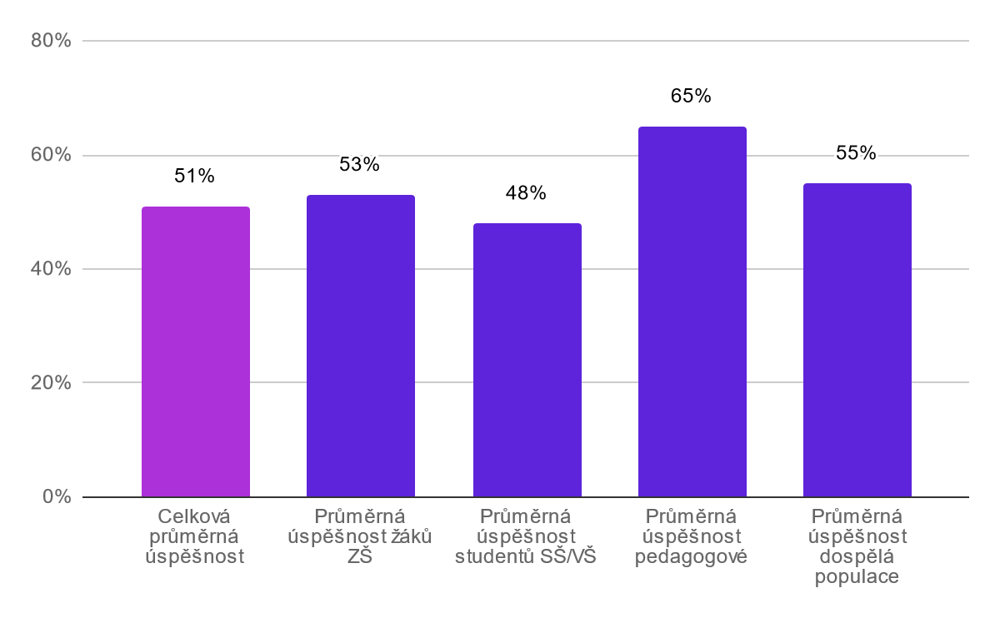 80%
60%
40%
20%
0%
51%
53%
48%
65%
55%
Celková
průměrná
úspěšnost
Průměrná
úspěšnost žáků
ZŠ
Průměrná
úspěšnost
studentů SŠ/VŠ
Průměrná
úspěšnost
pedagogové
Průměrná
úspěšnost
dospělá
populace